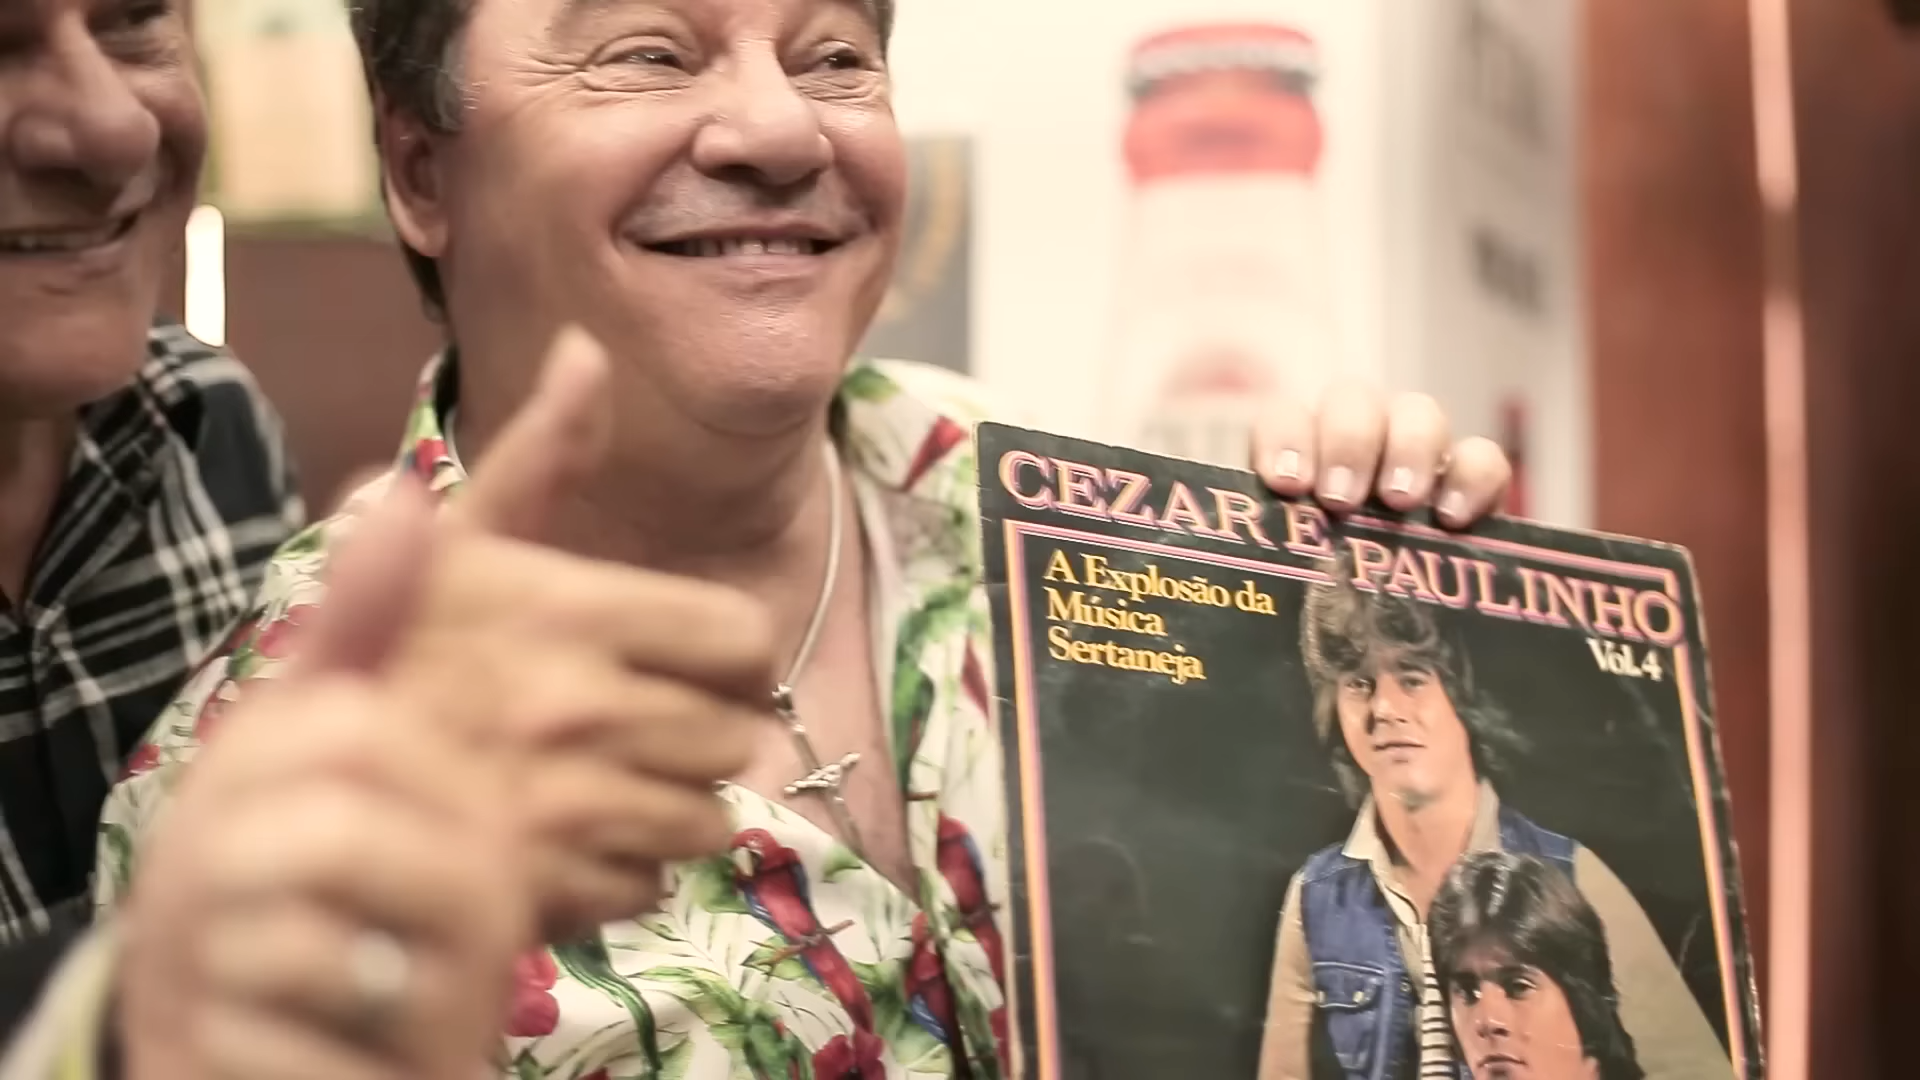 CEZAR E PAULINHO
A Explosão da
Música
Sertaneja
Vol. 4